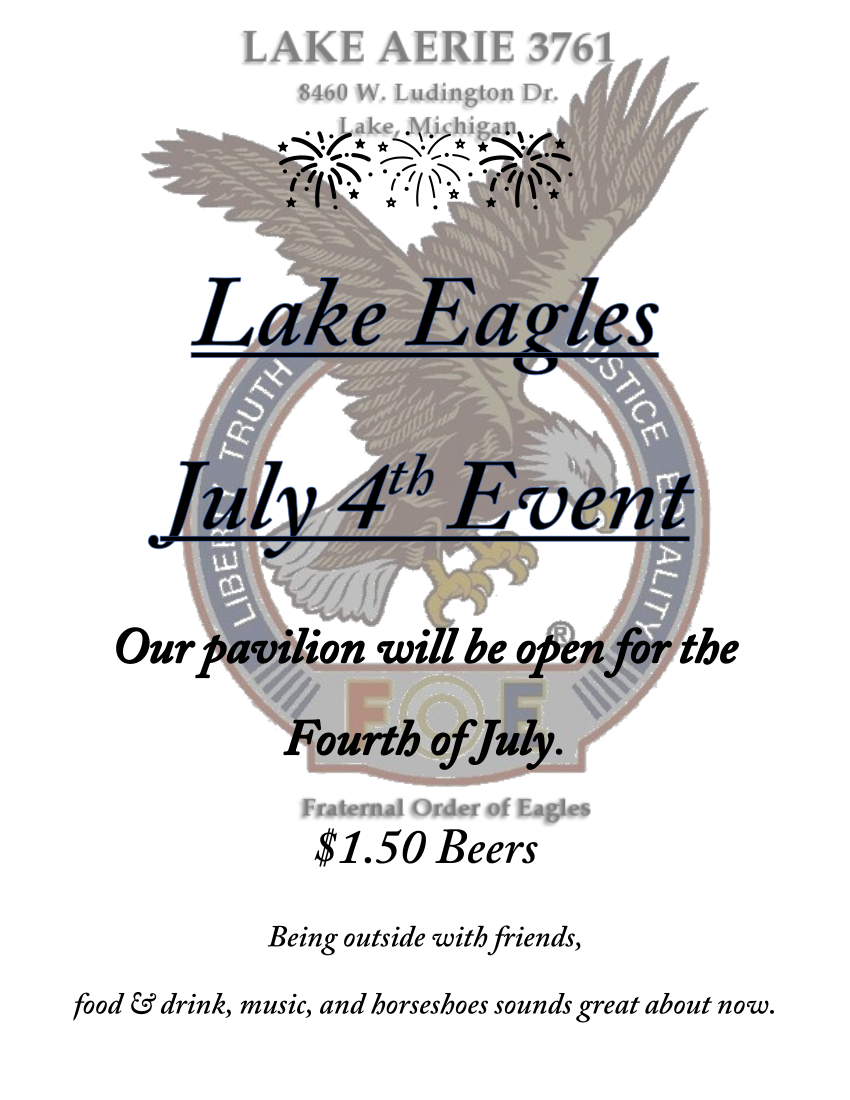 LAKE AERIE 3761
8460 W. Ludington Dr.
Lake, Michigan
Lake Eagles
TRUTH
JUSTICE
July 4th Event
LIBERTY
EQUALITY
®
Our pavilion will be open for the
F O E
Fourth of July.
Fraternal Order of Eagles
$1.50 Beers
Being outside with friends,
food & drink, music, and horseshoes sounds great about now.